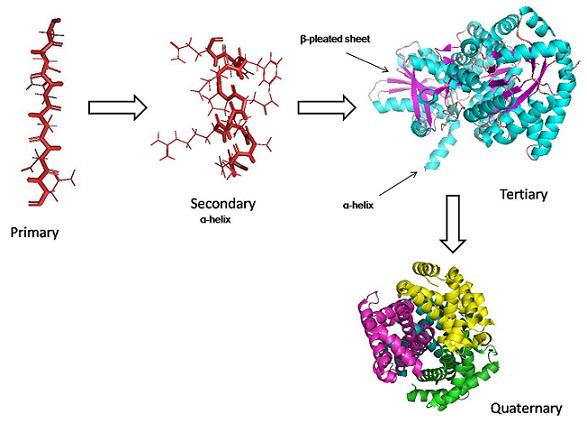 β-pleated sheet
α-helix
Tertiary
Secondary
α-helix
Primary
Quaternary